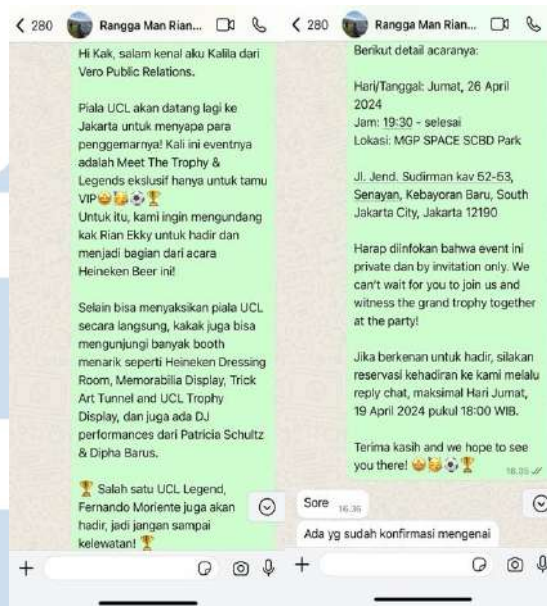 280
Rangga Man Rian...
Hi Kak, salam kenal aku Kalila dari
Vero Public Relations.
Piala UCL akan datang lagi ke
Jakarta untuk menyapa para
penggemarnya! Kali ini eventnya
adalah Meet The Trophy &
Legends ekslusif hanya untuk tamu
VIP🤩🥳⚽🏆
Untuk itu, kami ingin mengundang
kak Rian Ekky untuk hadir dan
menjadi bagian dari acara
Heineken Beer ini!
Selain bisa menyaksikan piala UCL
secara langsung, kakak juga bisa
mengunjungi banyak booth
menarik seperti Heineken Dressing
Room, Memorabilia Display, Trick
Art Tunnel and UCL Trophy
Display, dan juga ada DJ
performances dari Patricia Schultz
& Dipha Barus.
🏆 Salah satu UCL Legend,
Fernando Moriente juga akan
hadir, jadi jangan sampai
kelewatan! 🏆
280
Rangga Man Rian...
Berikut detail acaranya:
Hari/Tanggal: Jumat, 26 April
2024
Jam: 19:30 - selesai
Lokasi: MGP SPACE SCBD Park
Jl. Jend. Sudirman kav 52-53,
Senayan, Kebayoran Baru, South
Jakarta City, Jakarta 12190
Harap diinfokan bahwa event ini
private dan by invitation only. We
can't wait for you to join us and
witness the grand trophy together
at the party!
Jika berkenan untuk hadir, silakan
reservasi kehadiran ke kami melalu
reply chat, maksimal Hari Jumat,
19 April 2024 pukul 18:00 WIB.
Terima kasih and we hope to see
you there! 🤩🥳⚽🏆
Sore 16.36
Ada yg sudah konfirmasi mengenai